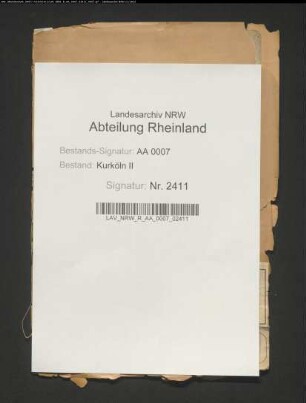 Landesarchiv NRW
Abteilung Rheinland
Bestands-Signatur: AA 0007
Bestand: Kurköln II
Signatur: Nr. 2411
LAV_NRW_R_AA_0007_02411